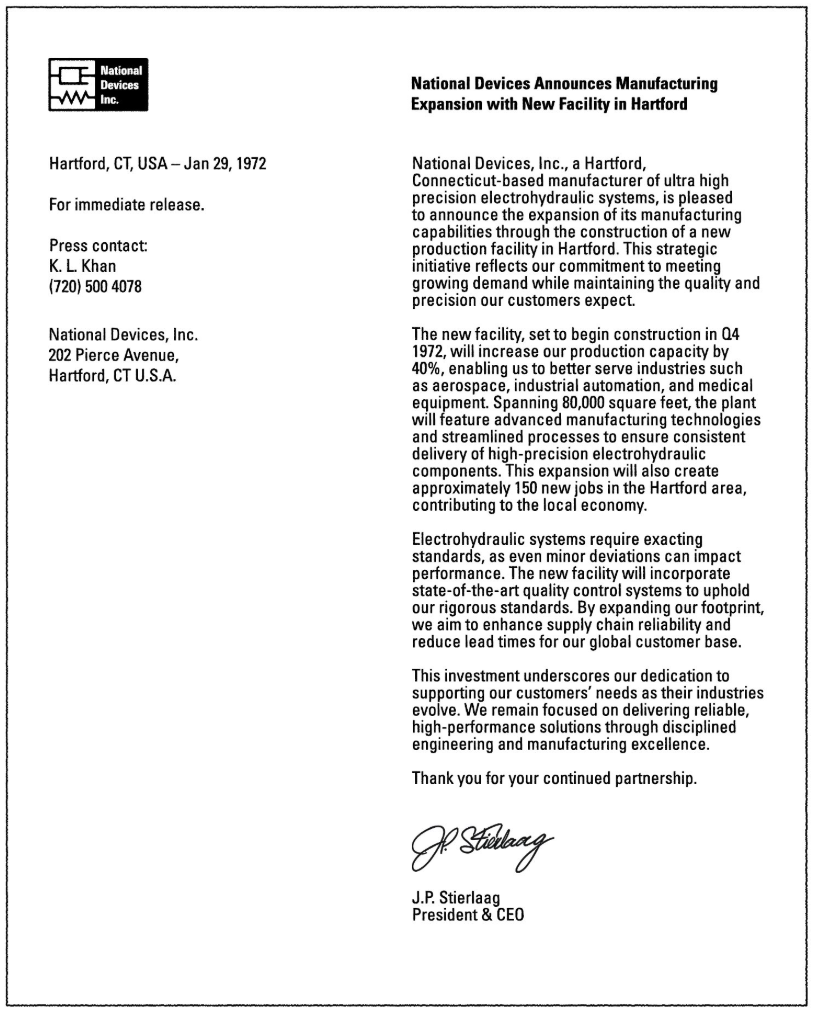 National
Devices
Inc.
Hartford, CT, USA – Jan 29, 1972
For immediate release.
Press contact:
K. L. Khan
(720) 500 4078
National Devices, Inc.
202 Pierce Avenue,
Hartford, CT U.S.A.
National Devices Announces Manufacturing
Expansion with New Facility in Hartford
National Devices, Inc., a Hartford,
Connecticut-based manufacturer of ultra high
precision electrohydraulic systems, is pleased
to announce the expansion of its manufacturing
capabilities through the construction of a new
production facility in Hartford. This strategic
initiative reflects our commitment to meeting
growing demand while maintaining the quality and
precision our customers expect.
The new facility, set to begin construction in Q4
1972, will increase our production capacity by
40%, enabling us to better serve industries such
as aerospace, industrial automation, and medical
equipment. Spanning 80,000 square feet, the plant
will feature advanced manufacturing technologies
and streamlined processes to ensure consistent
delivery of high-precision electrohydraulic
components. This expansion will also create
approximately 150 new jobs in the Hartford area,
contributing to the local economy.
Electrohydraulic systems require exacting
standards, as even minor deviations can impact
performance. The new facility will incorporate
state-of-the-art quality control systems to uphold
our rigorous standards. By expanding our footprint,
we aim to enhance supply chain reliability and
reduce lead times for our global customer base.
This investment underscores our dedication to
supporting our customers’ needs as their industries
evolve. We remain focused on delivering reliable,
high-performance solutions through disciplined
engineering and manufacturing excellence.
Thank you for your continued partnership.
J.P. Stierlaag
J.P. Stierlaag
President & CEO